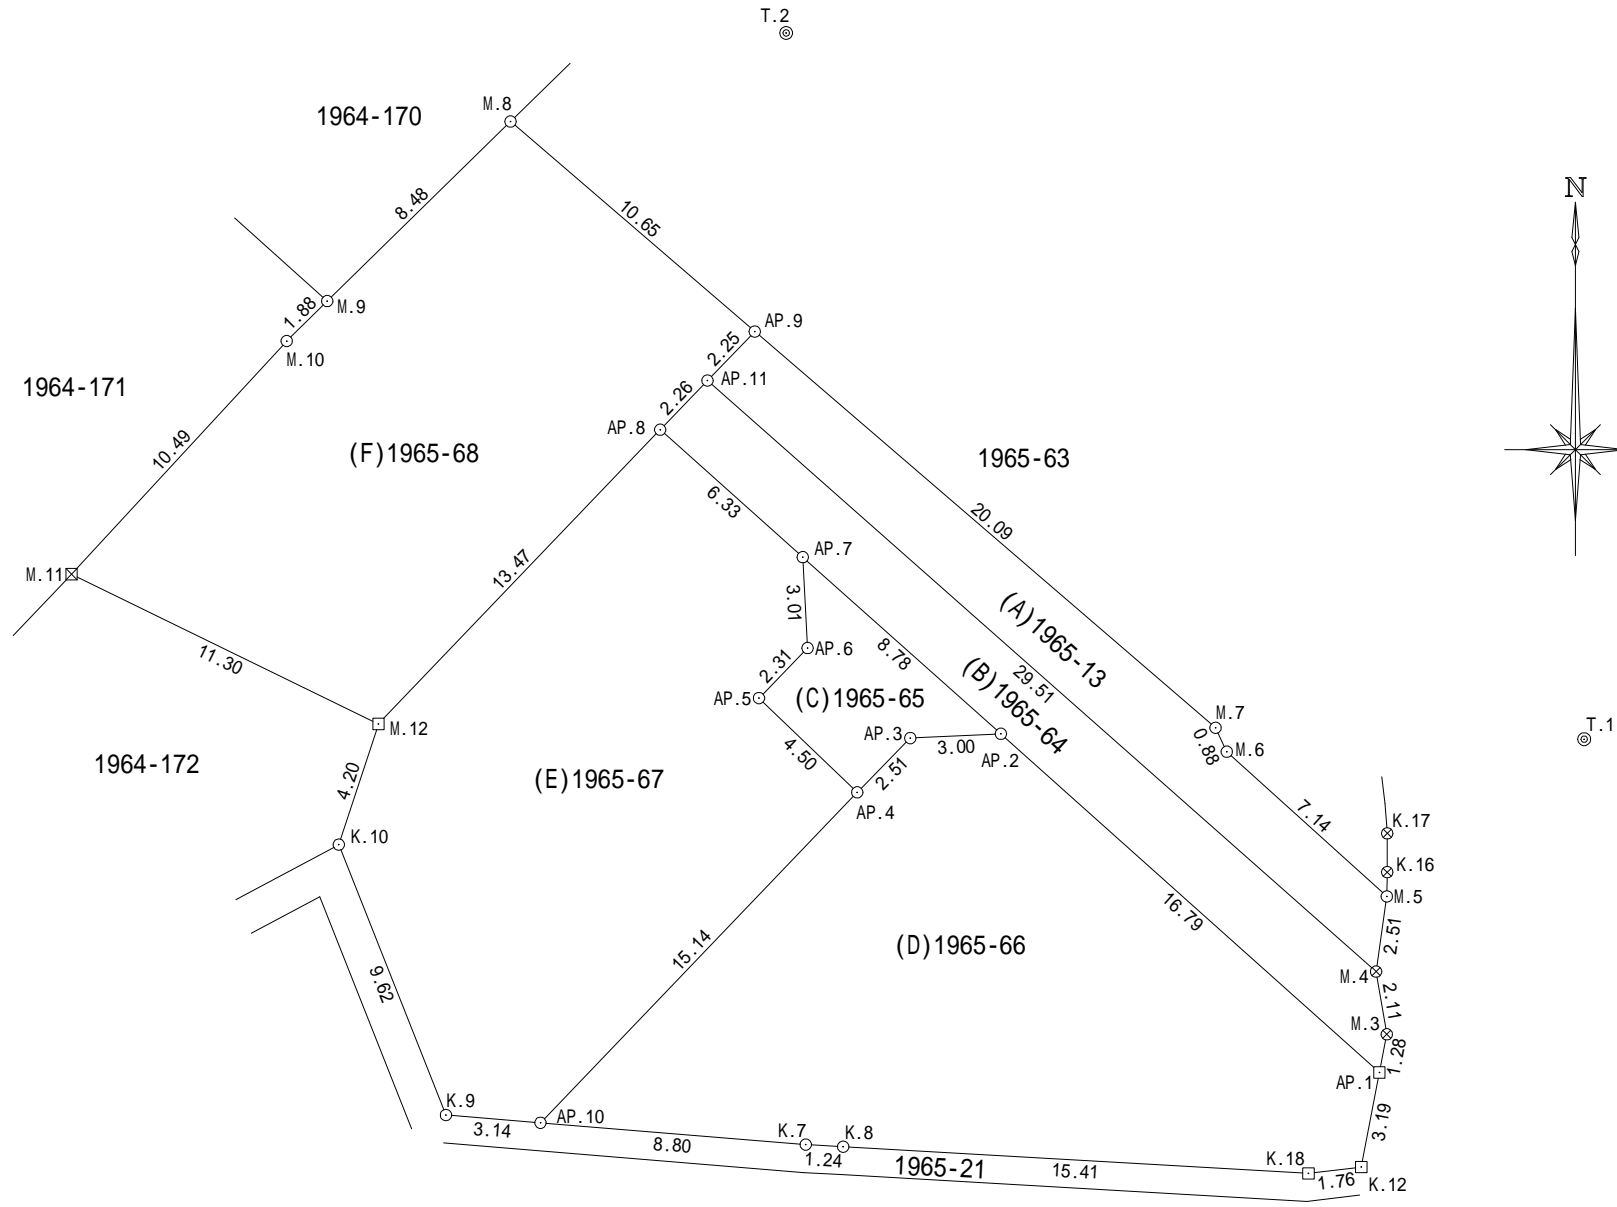 T.2
M.8
1964-170
N
8.48
10.65
M.9
1.88
M.10
AP.9
2.25
AP.11
2.26
1964-171
AP.8
10.49
(F)1965-68
1965-63
6.33
20.09
AP.7
13.47
M.11
3.01
(A)1965-13
11.30
AP.6
8.78
2.31
(B)1965-64
29.51
AP.5
(C)1965-65
M.7
T.1
M.12
AP.3
3.00
AP.2
0.88
M.6
1964-172
4.50
2.51
4.20
(E)1965-67
AP.4
7.14
K.17
K.10
K.16
M.5
16.79
2.51
15.14
(D)1965-66
9.62
M.4
2.11
M.3
1.28
AP.1
K.9
3.14
AP.10
3.19
K.7
K.8
8.80
1.24
1965-21
15.41
K.18
1.76
K.12